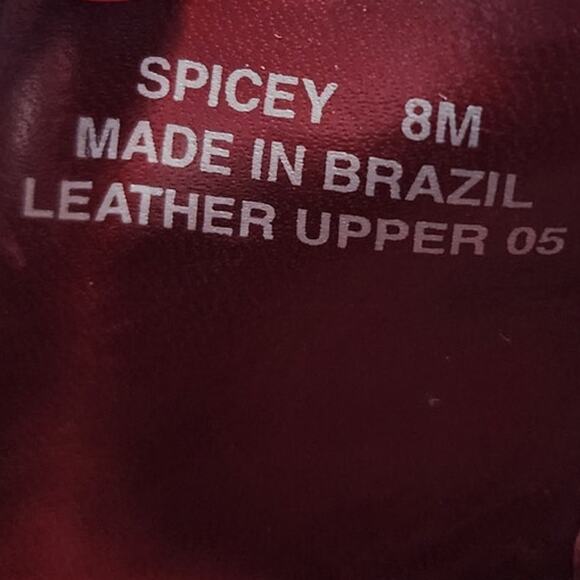 SPICEY 8M
MADE IN BRAZIL
LEATHER UPPER 05